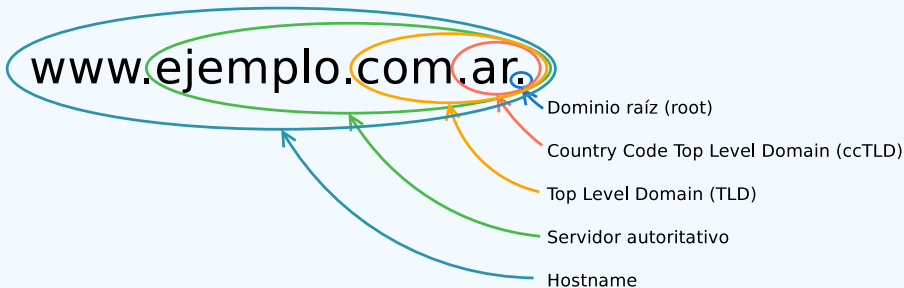 www.ejemplo.com.ar.
Dominio raíz (root)
Country Code Top Level Domain (ccTLD)
Top Level Domain (TLD)
Servidor autoritativo
Hostname